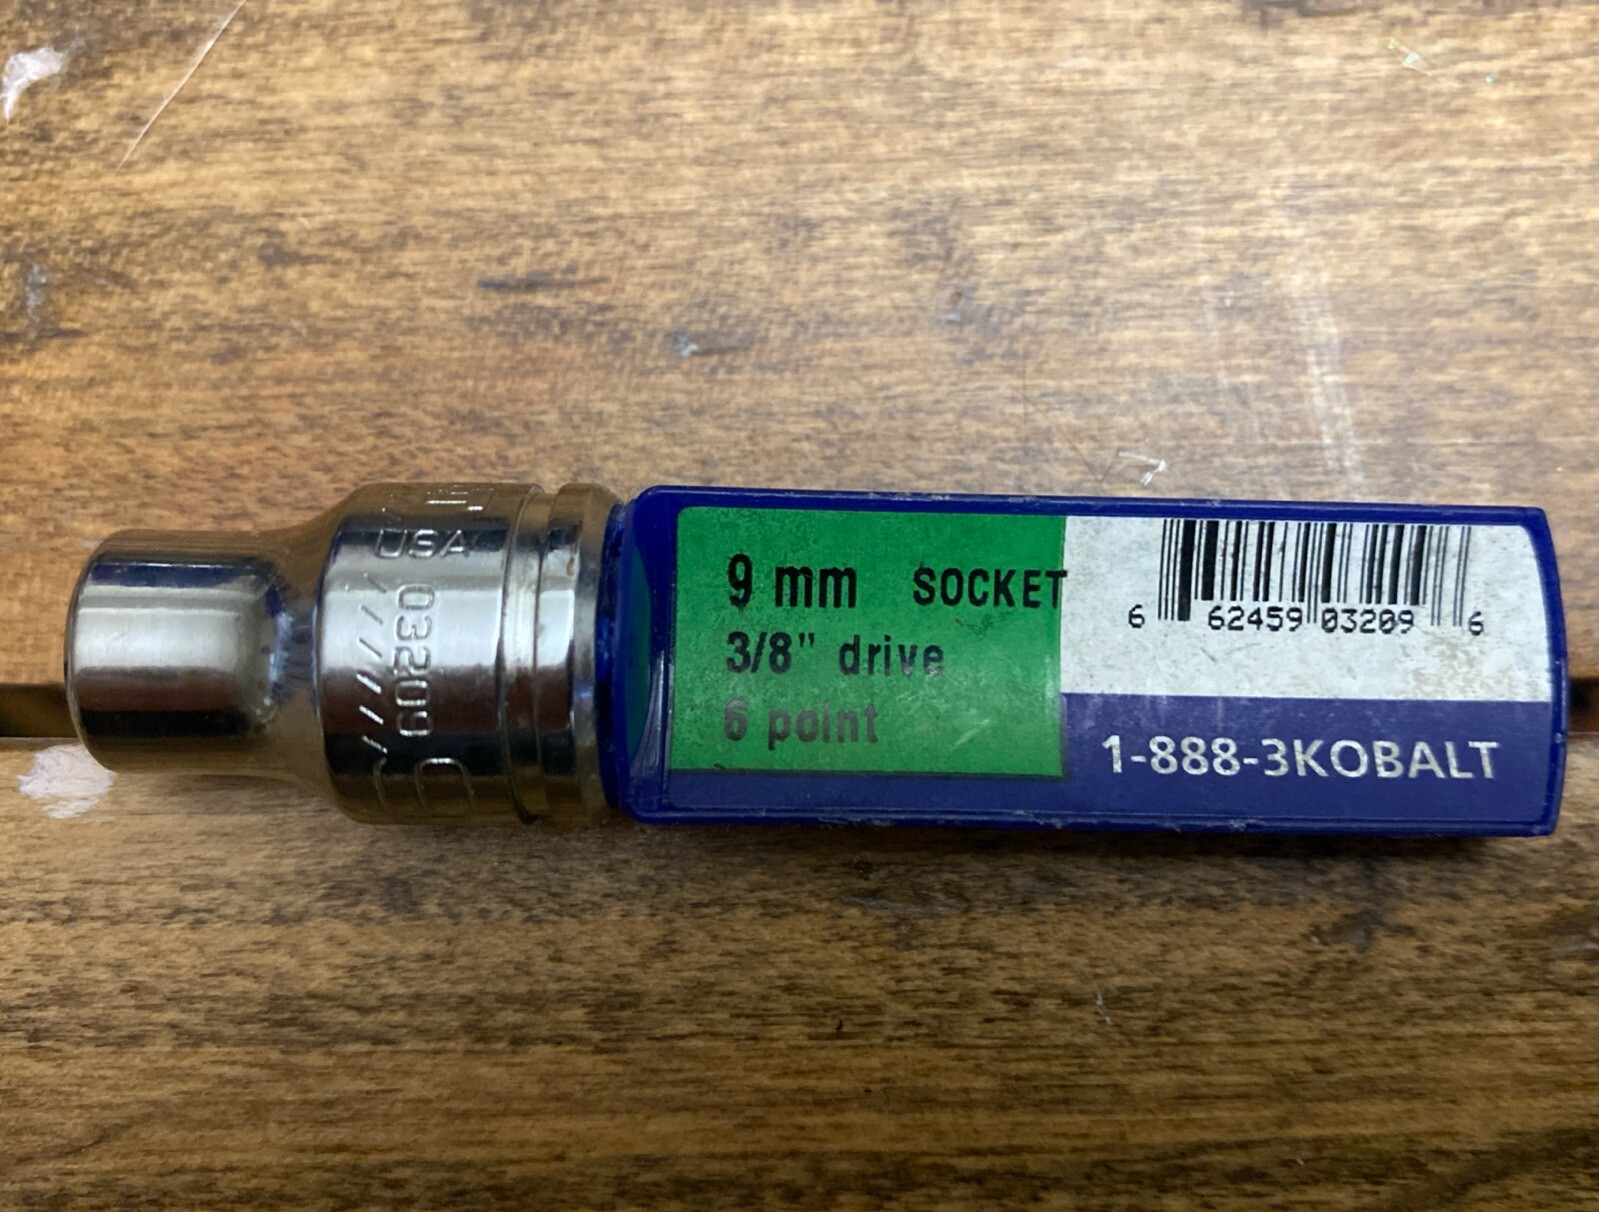 USA
03209
9 mm SOCKET
3/8" drive
6 point
6 62459 03209 6
1-888-3KOBALT